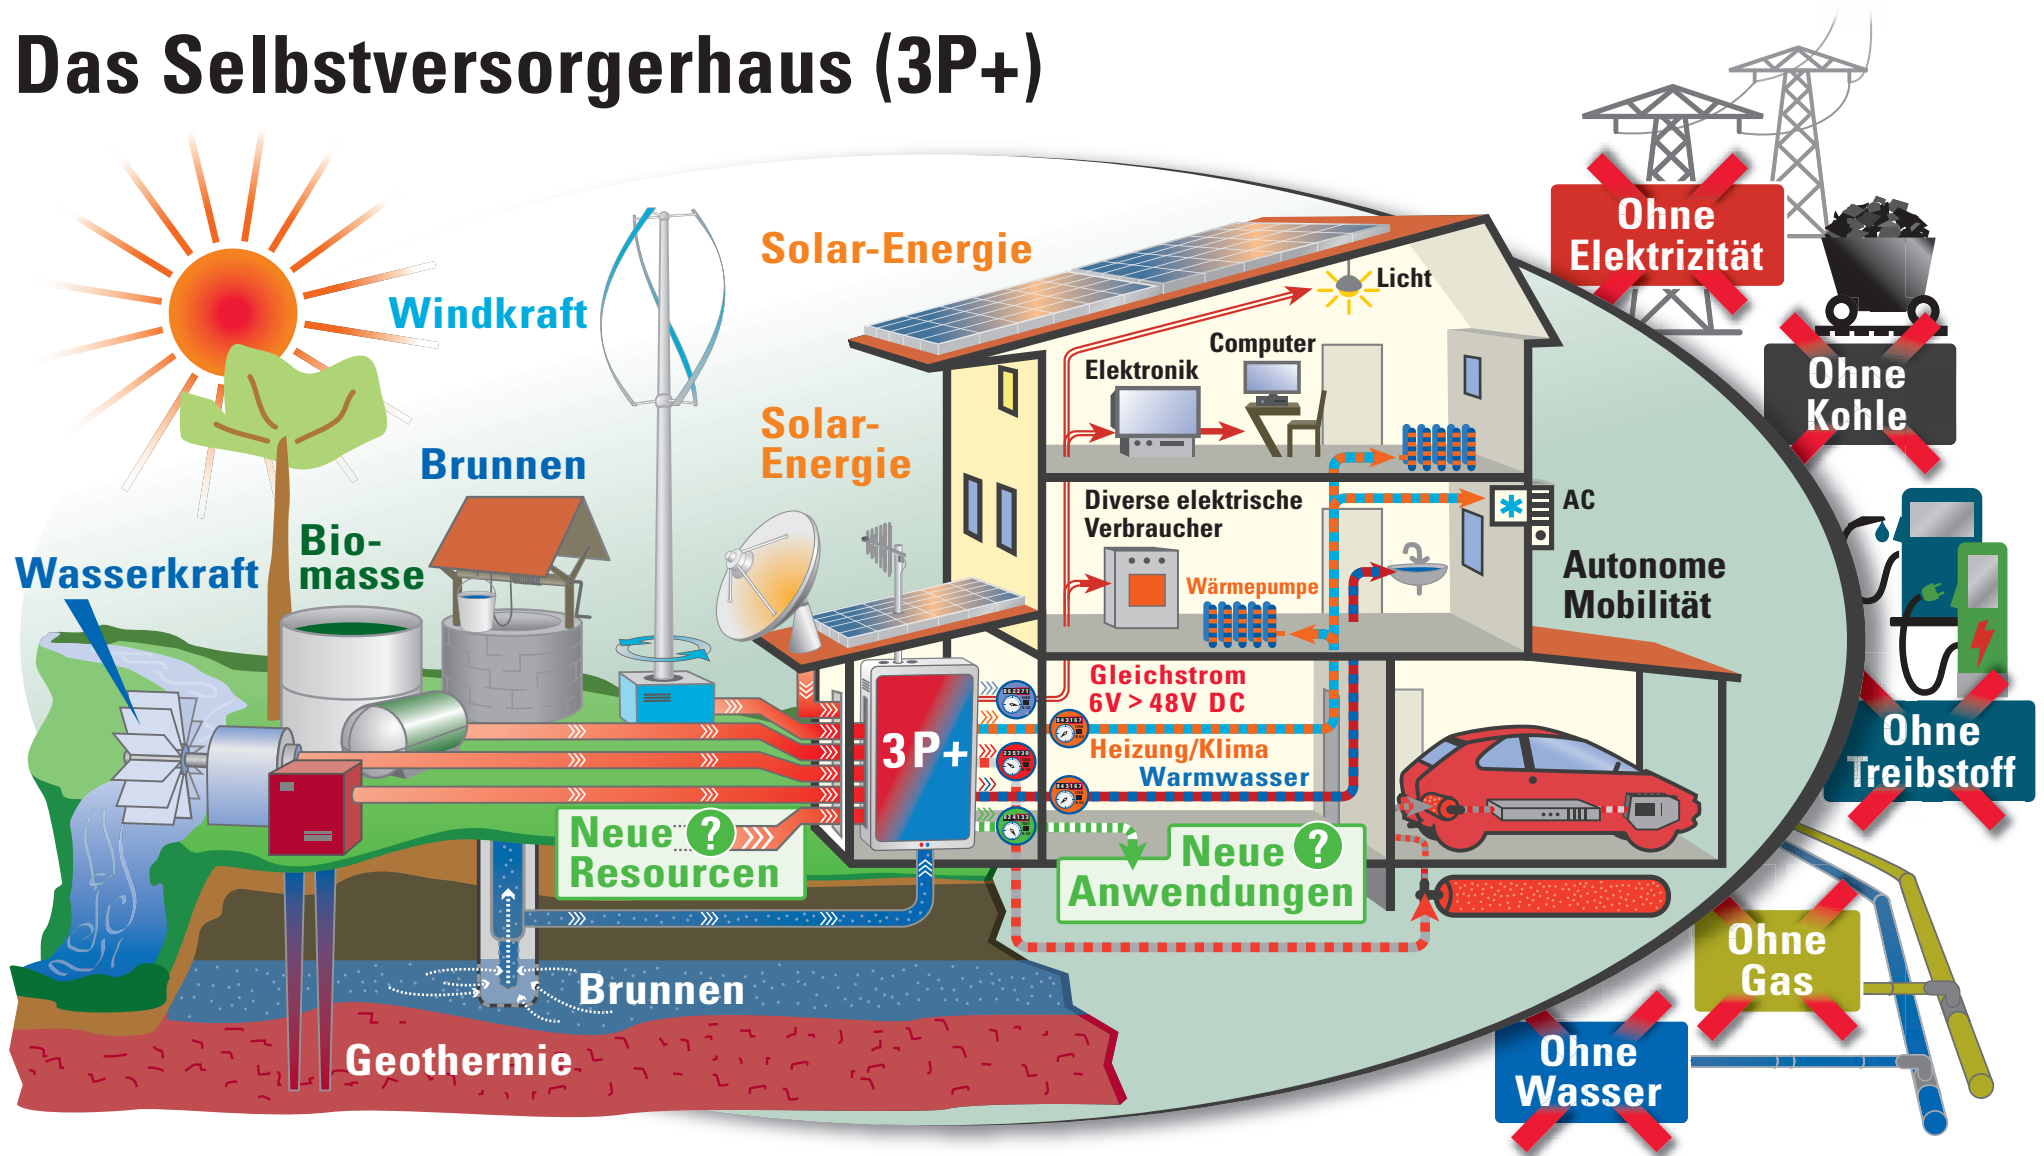 Das Selbstversorgerhaus (3P+)
Solar-Energie
Windkraft
Solar-
Energie
Brunnen
Bio-
masse
Wasserkraft
Licht
Computer
Elektronik
Diverse elektrische
Verbraucher
AC
Wärmepumpe
Autonome
Mobilität
Gleichstrom
6V > 48V DC
3P+
Heizung/Klima
Warmwasser
Neue ?
Resourcen
Neue ?
Anwendungen
Brunnen
Geothermie
Ohne
Elektrizität
Ohne
Kohle
Ohne
Treibstoff
Ohne
Gas
Ohne
Wasser